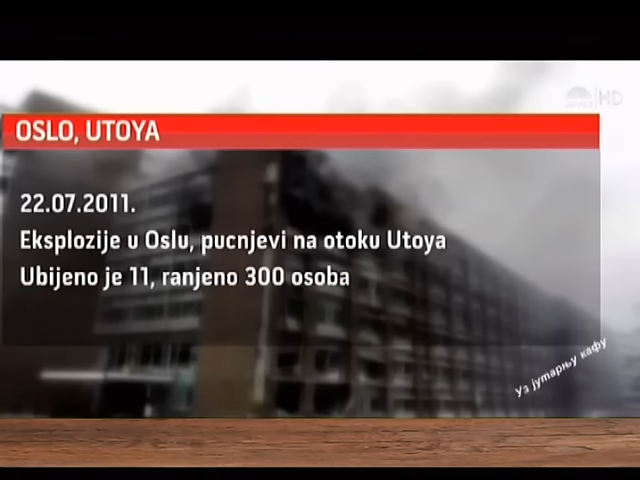 HD
OSLO, UTOYA
22.07.2011.
Eksplozije u Oslu, pucnjevi na otoku Utoya
Ubijeno je 11, ranjeno 300 osoba
Уз јутарњу кафу